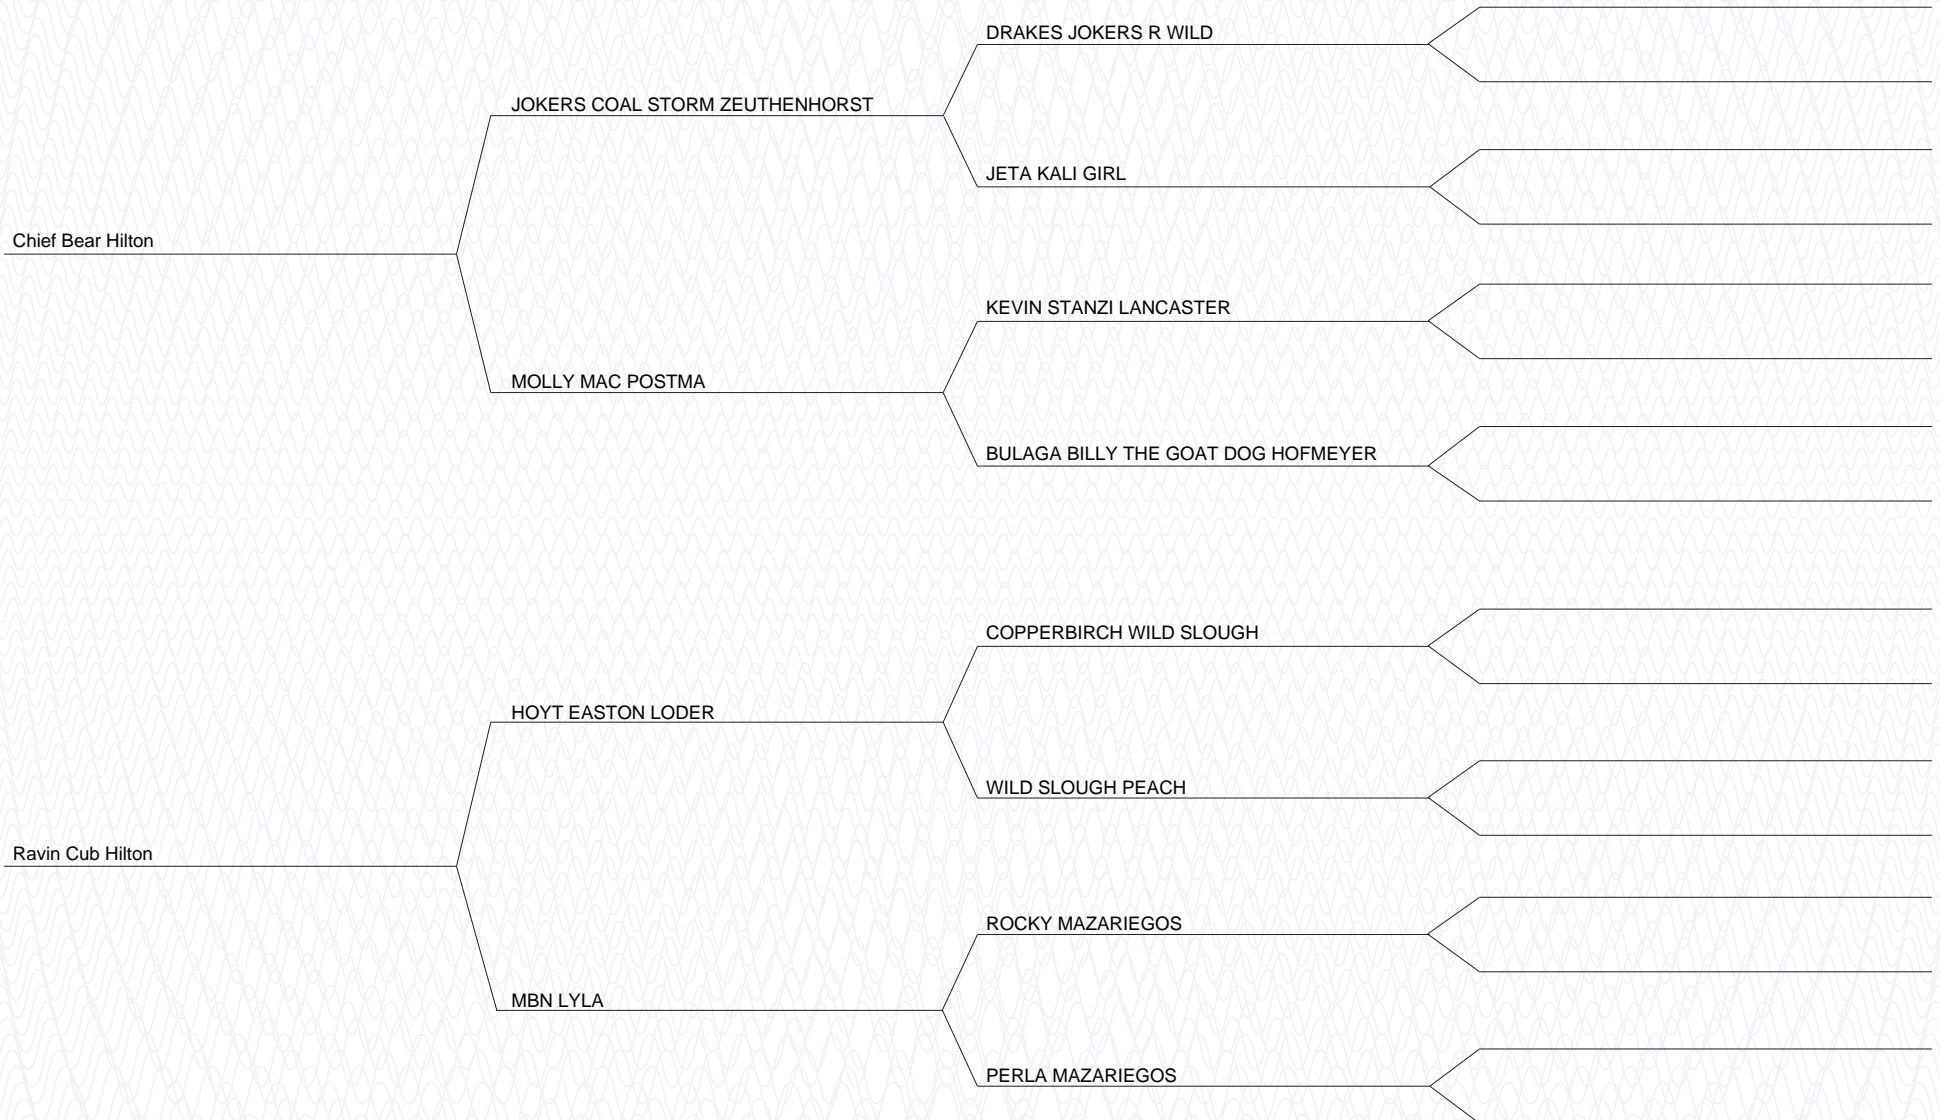 DRAKES JOKERS R WILD
JOKERS COAL STORM ZEUTHENHORST
JETA KALI GIRL
Chief Bear Hilton
KEVIN STANZI LANCASTER
MOLLY MAC POSTMA
BULAGA BILLY THE GOAT DOG HOFMEYER
COPPERBIRCH WILD SLOUGH
HOYT EASTON LODER
WILD SLOUGH PEACH
Ravin Cub Hilton
ROCKY MAZARIEGOS
MBN LYLA
PERLA MAZARIEGOS